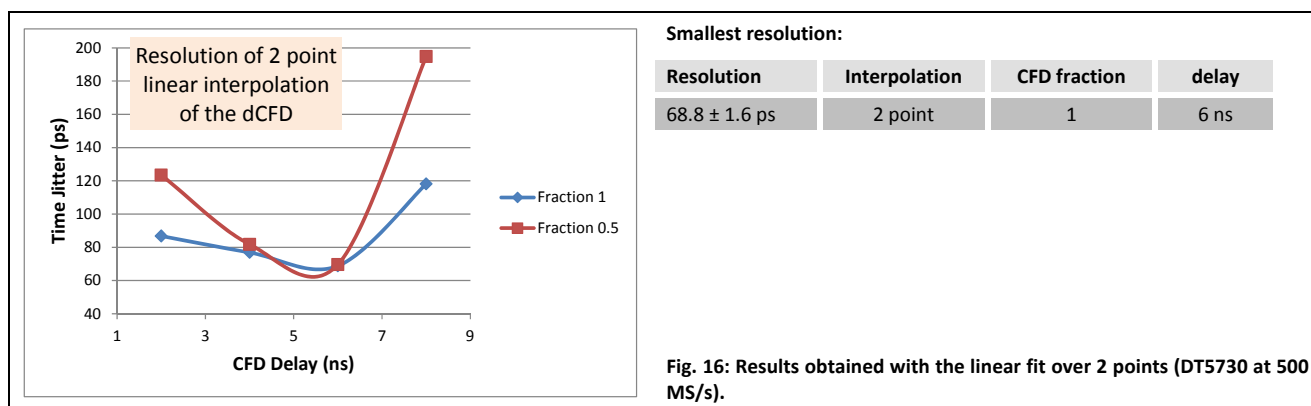 Resolution of 2 point
linear interpolation
of the dCFD
Time Jitter (ps)
200
180
160
140
120
100
80
60
40
1 3 5 7 9
CFD Delay (ns)
Fraction 1
Fraction 0.5
Smallest resolution:
Resolution Interpolation CFD fraction delay
68.8 ± 1.6 ps 2 point 1 6 ns
Fig. 16: Results obtained with the linear fit over 2 points (DT5730 at 500
MS/s).